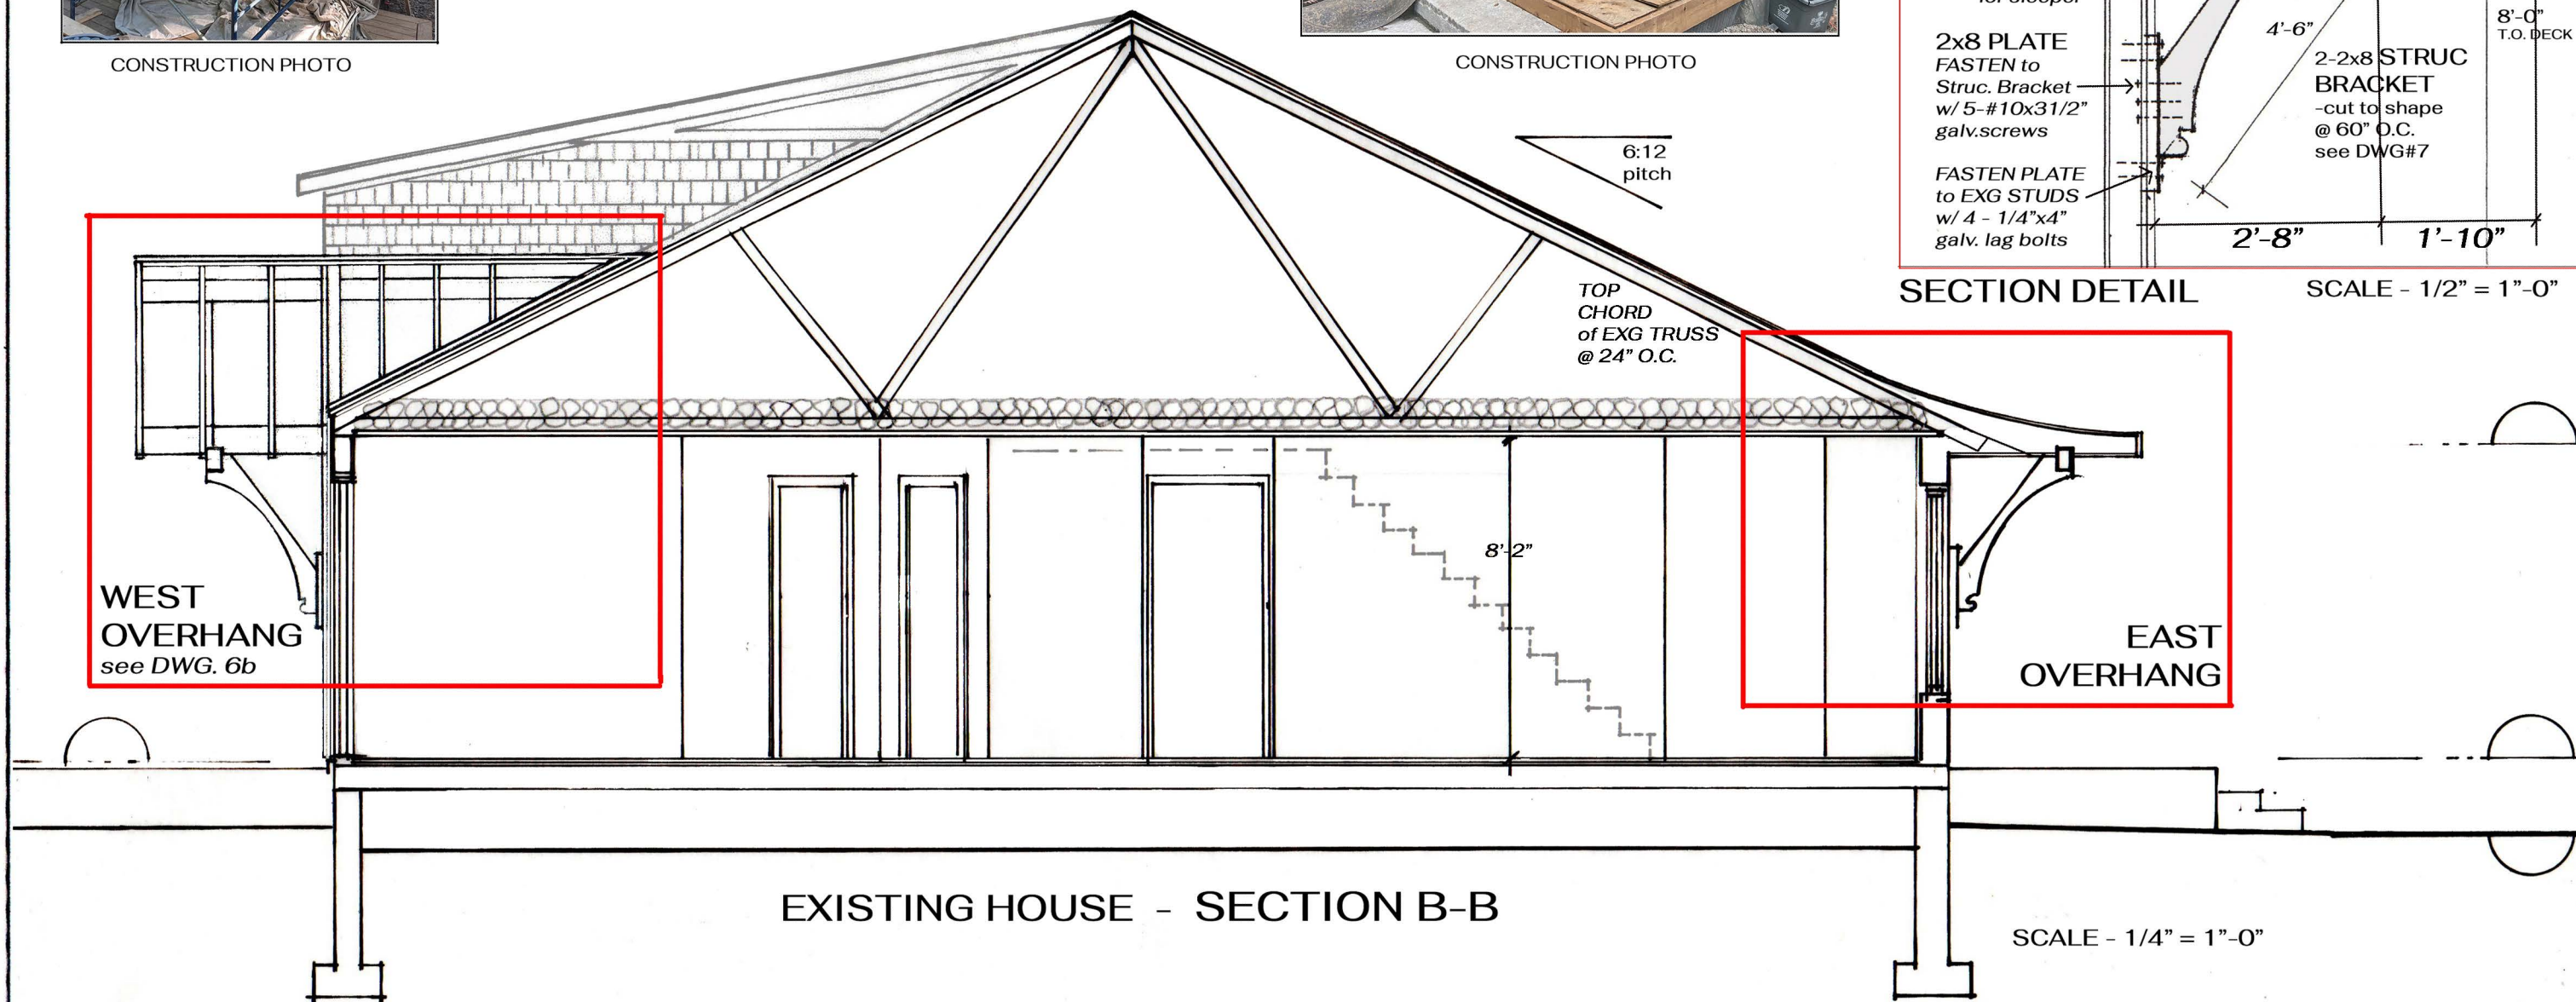 CONSTRUCTION PHOTO
CONSTRUCTION PHOTO
for sleeper
2x8 PLATE
FASTEN to
Struc. Bracket
w/ 5-#10x31/2”
galv.screws
FASTEN PLATE
to EXG STUDS
w/ 4 - 1/4”x4”
galv. lag bolts
4’-6”
8’-0”
T.O. DECK
2-2x8 STRUC
BRACKET
-cut to shape
@ 60” O.C.
see DWG#7
2’-8”
1’-10”
SECTION DETAIL
SCALE - 1/2” = 1”-0”
6:12
pitch
TOP
CHORD
of EXG TRUSS
@ 24” O.C.
8’-2”
WEST
OVERHANG
see DWG. 6b
EAST
OVERHANG
EXISTING HOUSE - SECTION B-B
SCALE - 1/4” = 1”-0”